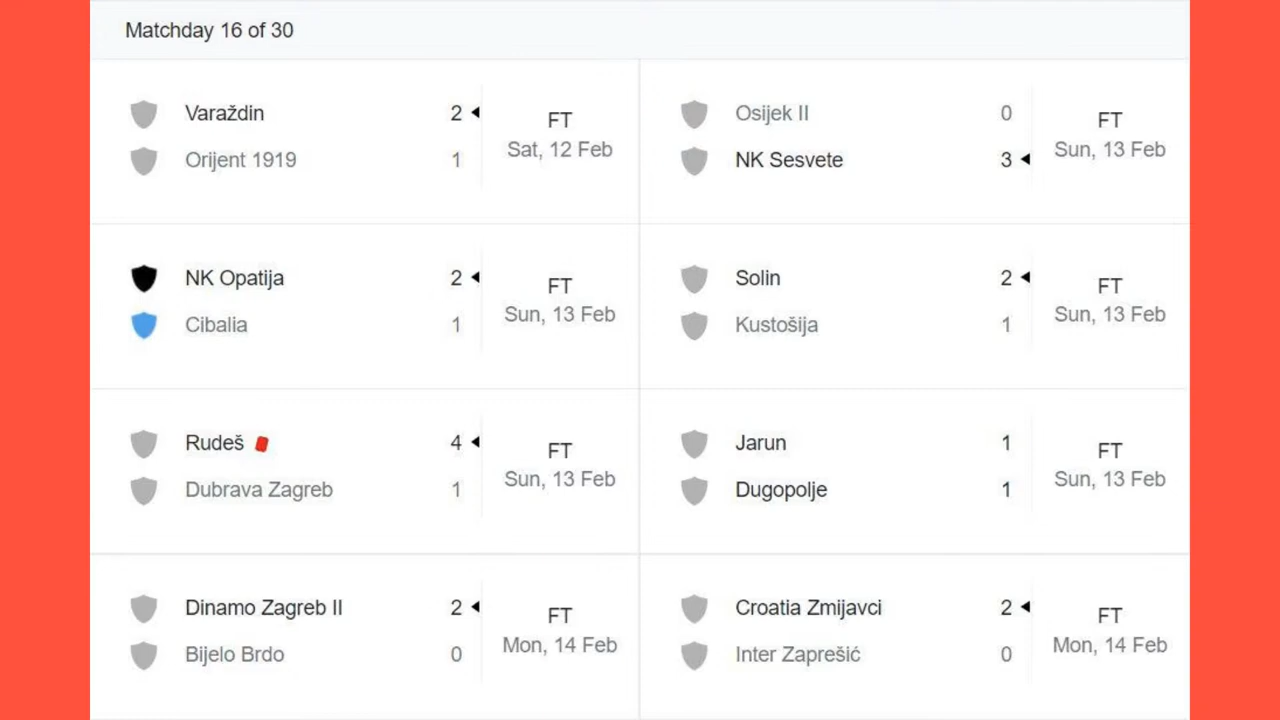 Matchday 16 of 30
Varaždin 2
Orijent 1919 1
FT
Sat, 12 Feb
Osijek II 0
NK Sesvete 3
FT
Sun, 13 Feb
NK Opatija 2
Cibalia 1
FT
Sun, 13 Feb
Solin 2
Kustošija 1
FT
Sun, 13 Feb
Rudeš 4
Dubrava Zagreb 1
FT
Sun, 13 Feb
Jarun 1
Dugopolje 1
FT
Sun, 13 Feb
Dinamo Zagreb II 2
Bijelo Brdo 0
FT
Mon, 14 Feb
Croatia Zmijavci 2
Inter Zaprešić 0
FT
Mon, 14 Feb